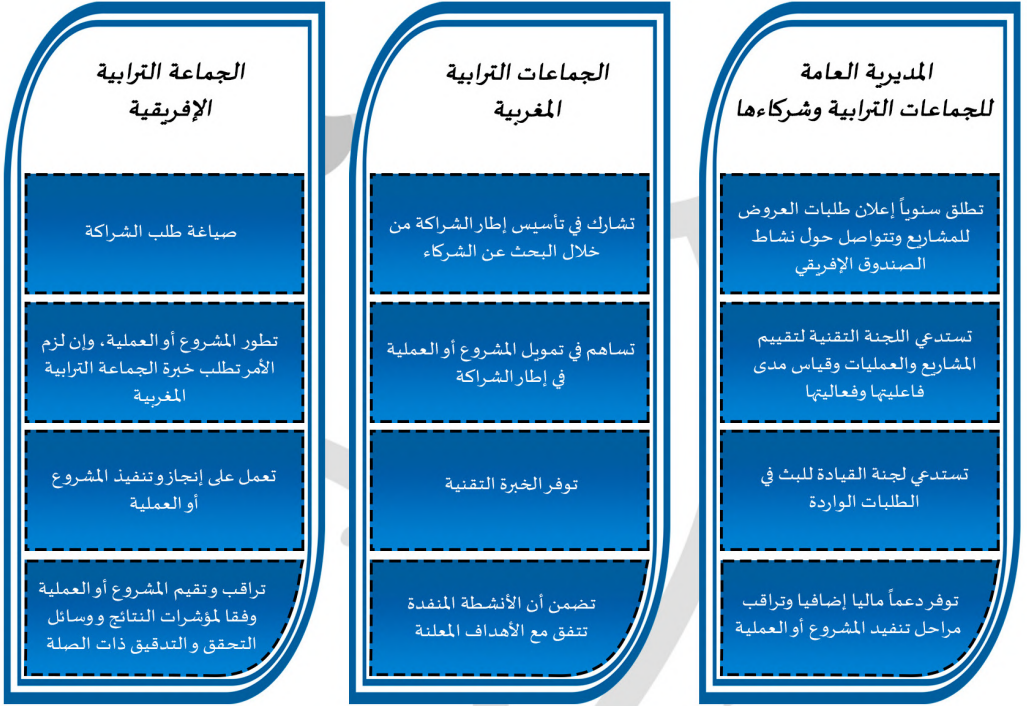 المديرية العامة
للجماعات الترابية وشركاءها
تطلق سنوياً إعلان طلبات العروض
للمشاريع وتتواصل حول نشاط
الصندوق الإفريقي
تستدعي اللجنة التقنية لتقييم
المشاريع والعمليات وقياس مدى
فاعليتها وفعاليتها
تستدعي لجنة القيادة للبث في
الطلبات الواردة
توفر دعماً ماليا إضافيا وتراقب
مراحل تنفيد المشروع أو العملية
الجماعات الترابية
المغربية
تشارك في تأسيس إطار الشراكة من
خلال البحث عن الشركاء
تساهم في تمويل المشروع أو العملية
في إطار الشراكة
توفر الخبرة التقنية
تضمن أن الأنشطة المنفدة
تتفق مع الأهداف المعلنة
الجماعة الترابية
الإفريقية
صياغة طلب الشراكة
تطور المشروع أو العملية، وإن لزم
الأمر تطلب خبرة الجماعة الترابية
المغربية
تعمل على إنجاز وتنفيذ المشروع
أو العملية
تراقب وتقيم المشروع أو العملية
وفقا لمؤشرات النتائج ووسائل
التحقق والتدقيق ذات الصلة